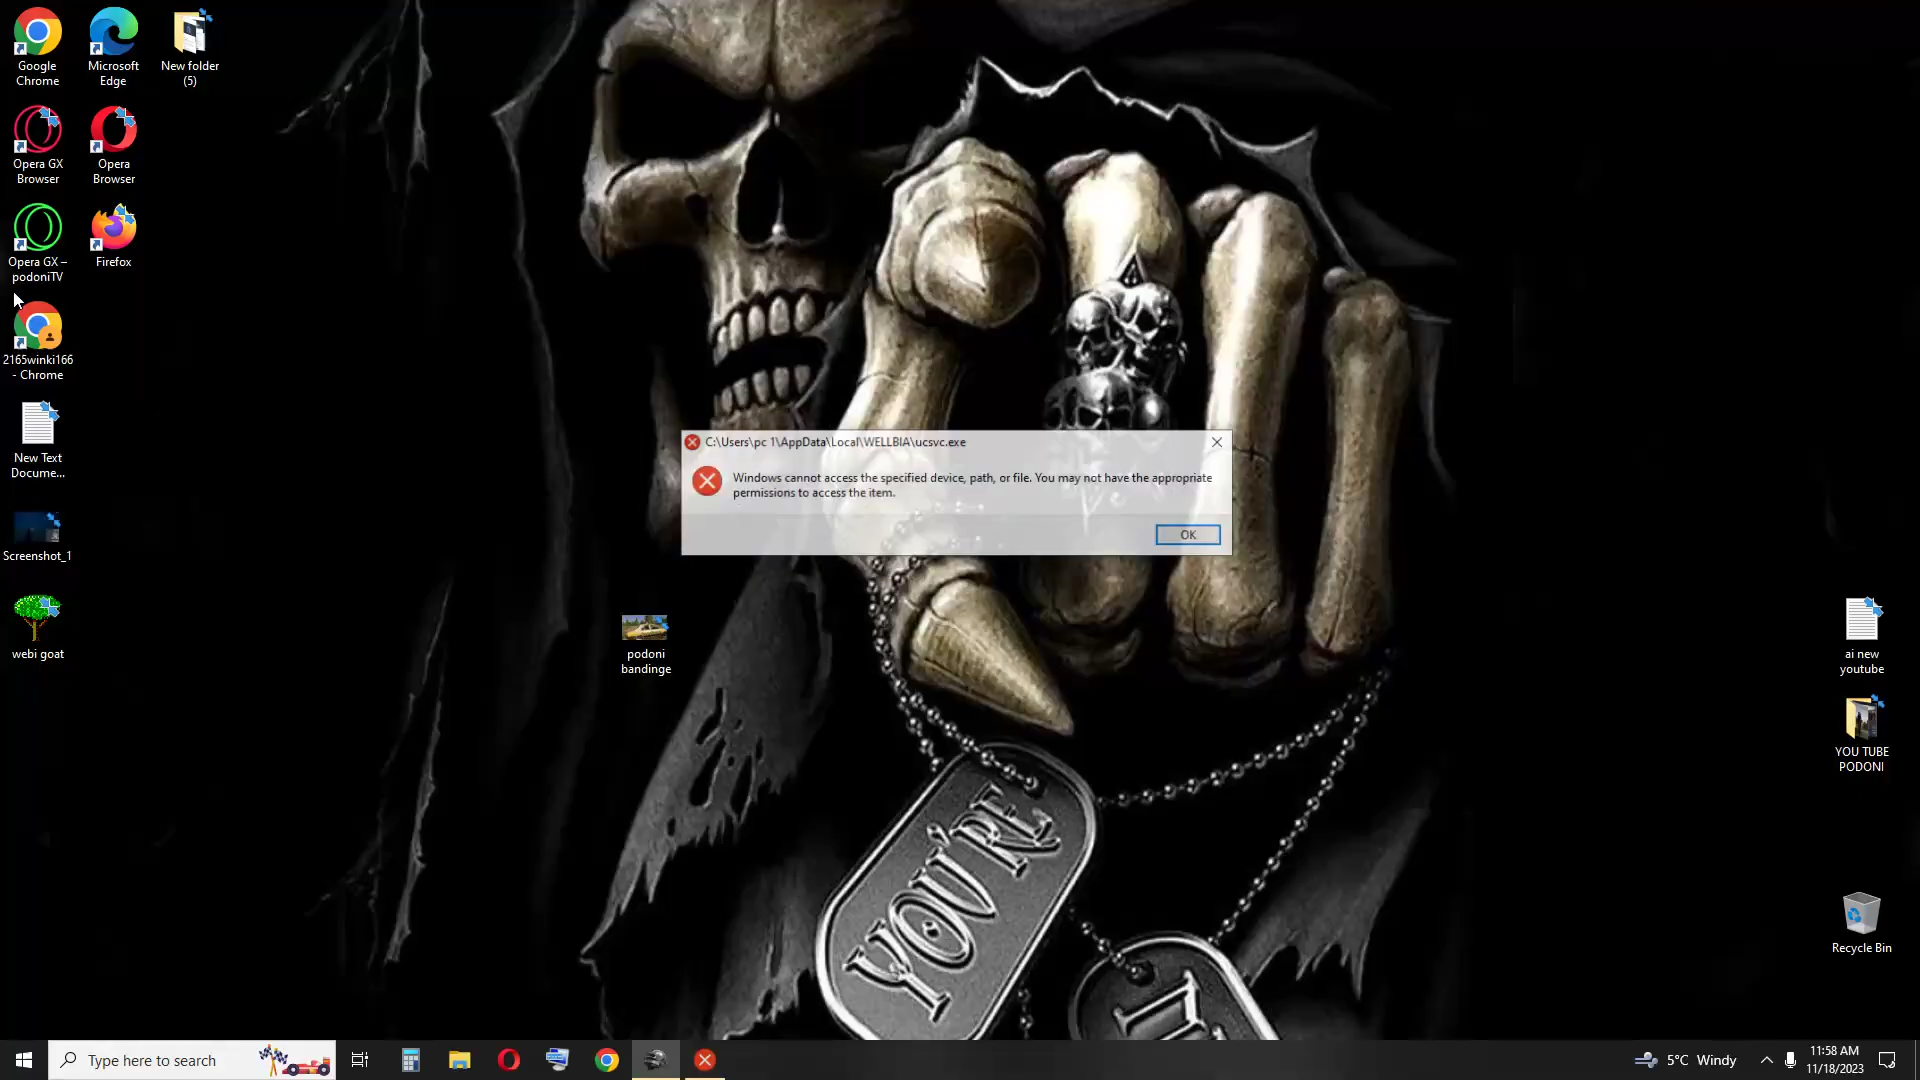 Google
Chrome
Microsoft
Edge
New folder
(5)
Opera GX
Browser
Opera
Browser
Opera GX –
podoniTV
Firefox
2165winki166
- Chrome
New Text
Docume...
Screenshot_1
webi goat
C:\Users\pc 1\AppData\Local\WELLBIA\ucsvc.exe
Windows cannot access the specified device, path, or file. You may not have the appropriate
permissions to access the item.
OK
podoni
bandinge
ai new
youtube
YOU TUBE
PODONI
Recycle Bin
YOU'RE
Type here to search
5°C Windy
11:58 AM
11/18/2023